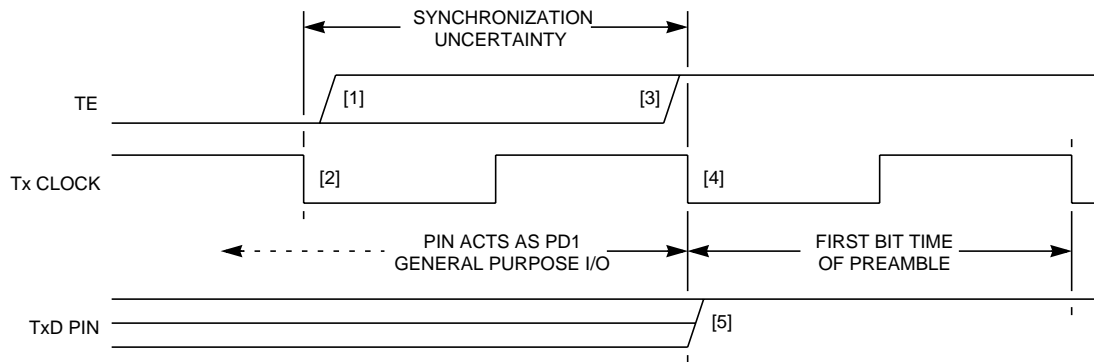 SYNCHRONIZATION
UNCERTAINTY
TE
[1]
[3]
Tx CLOCK
[2]
[4]
PIN ACTS AS PD1
GENERAL PURPOSE I/O
FIRST BIT TIME
OF PREAMBLE
TxD PIN
[5]